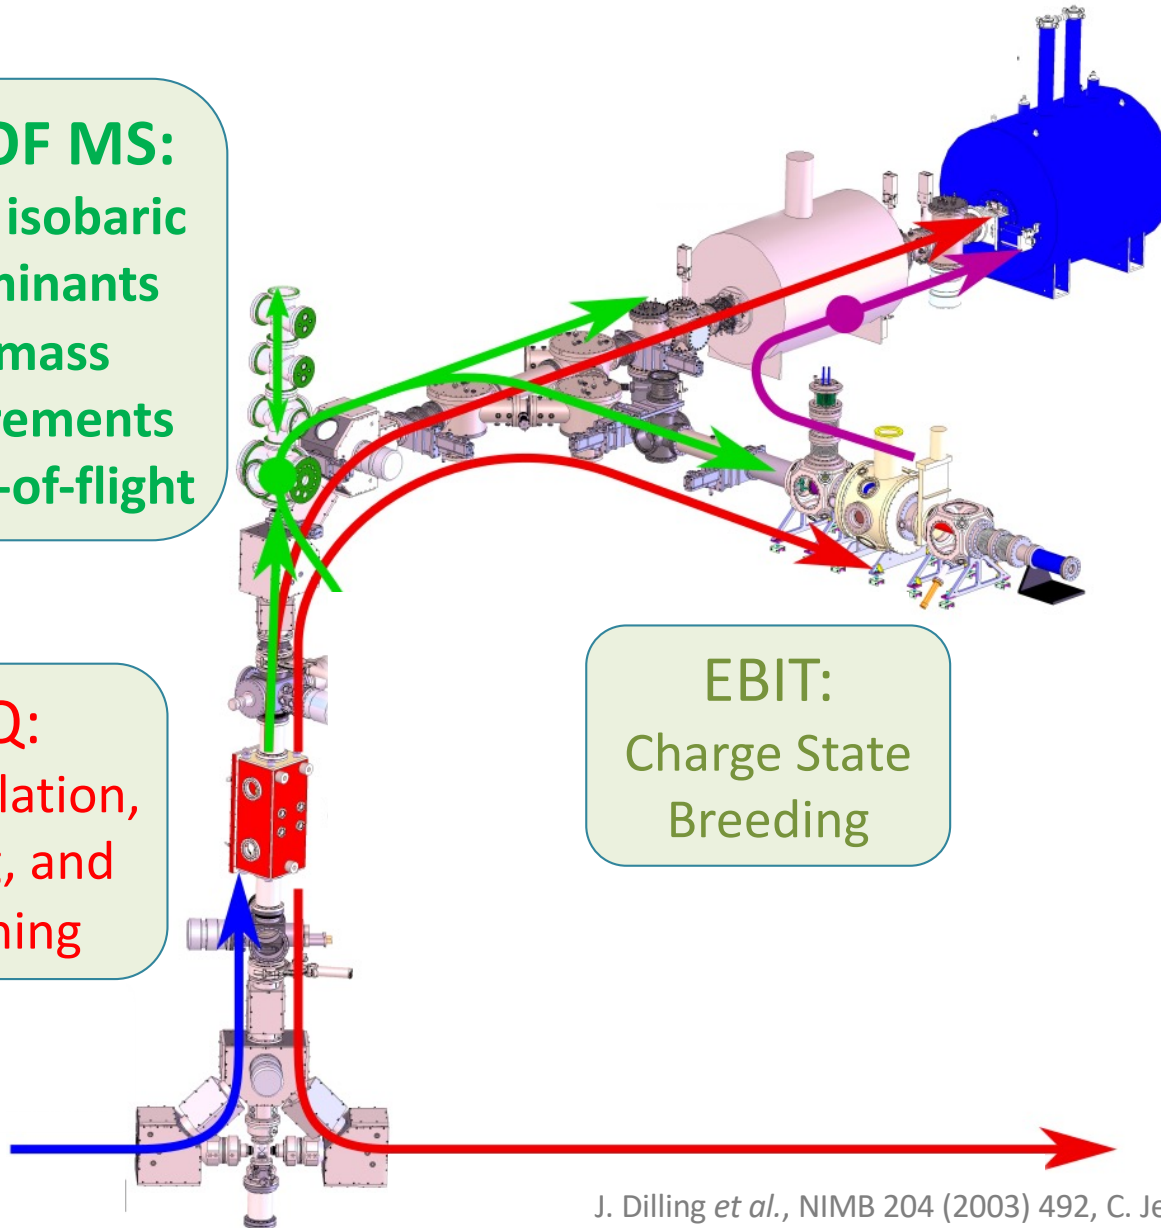 OF MS:
isobaric
minants
mass
rements
-of-flight
Q:
lation,
, and
ning
EBIT:
Charge State
Breeding
J. Dilling et al., NIMB 204 (2003) 492, C. Je